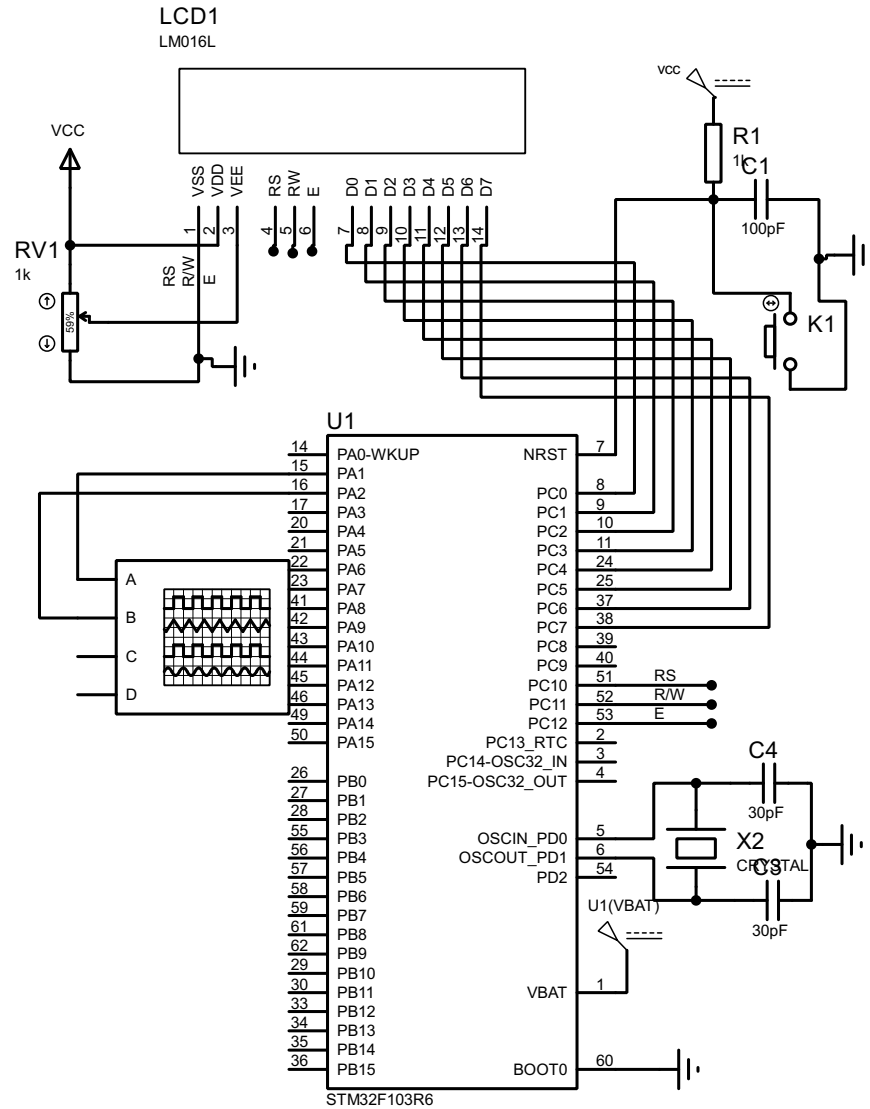 LCD1
LM016L
VCC
RV1
1k
59%
VSS
VDD
VEE
RS
RW
E
D0
D1
D2
D3
D4
D5
D6
D7
1
2
3
4
5
6
7
8
9
10
11
12
13
14
RS
R/W
E
vcc
R1
1k
C1
100pF
K1
U1
14 PA0-WKUP
15 PA1
16 PA2
17 PA3
20 PA4
21 PA5
22 PA6
23 PA7
41 PA8
42 PA9
43 PA10
44 PA11
45 PA12
46 PA13
49 PA14
50 PA15
26 PB0
27 PB1
28 PB2
55 PB3
56 PB4
57 PB5
58 PB6
59 PB7
61 PB8
62 PB9
29 PB10
30 PB11
33 PB12
34 PB13
35 PB14
36 PB15
NRST 7
PC0 8
PC1 9
PC2 10
PC3 11
PC4 24
PC5 25
PC6 37
PC7 38
PC8 39
PC9 40
PC10 51 RS
PC11 52 R/W
PC12 53 E
PC13_RTC 2
PC14-OSC32_IN 3
PC15-OSC32_OUT 4
OSCIN_PD0 5
OSCOUT_PD1 6
PD2 54
VBAT 1
BOOT0 60
STM32F103R6
A
B
C
D
C4
30pF
X2
CRYSTAL
C3
30pF
U1(VBAT)